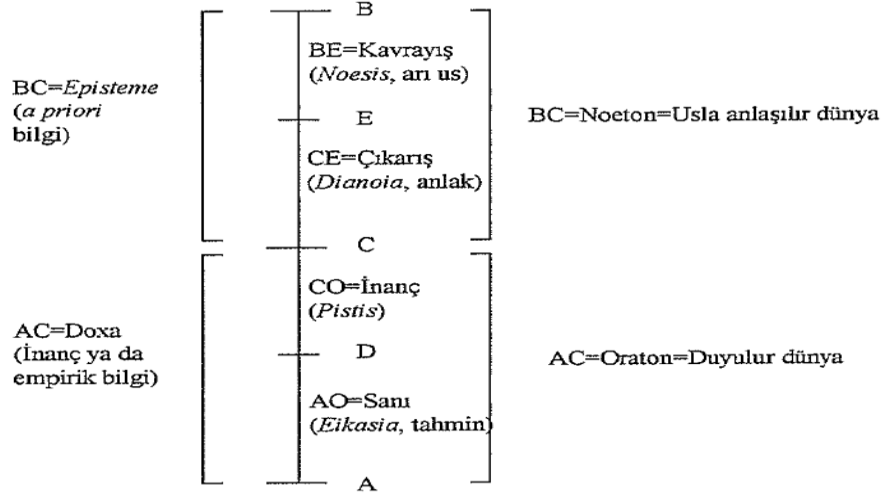 B
BE=Kavrayış
(Noesis, arı us)
BC=Episteme
(a priori
bilgi)
E
BC=Noeton=Usla anlaşılır dünya
CE=Çıkarış
(Dianoia, anlak)
C
CO=İnanç
(Pistis)
AC=Doxa
(İnanç ya da
empirik bilgi)
D
AC=Oraton=Duyulur dünya
AO=Sanı
(Eikasia, tahmin)
A